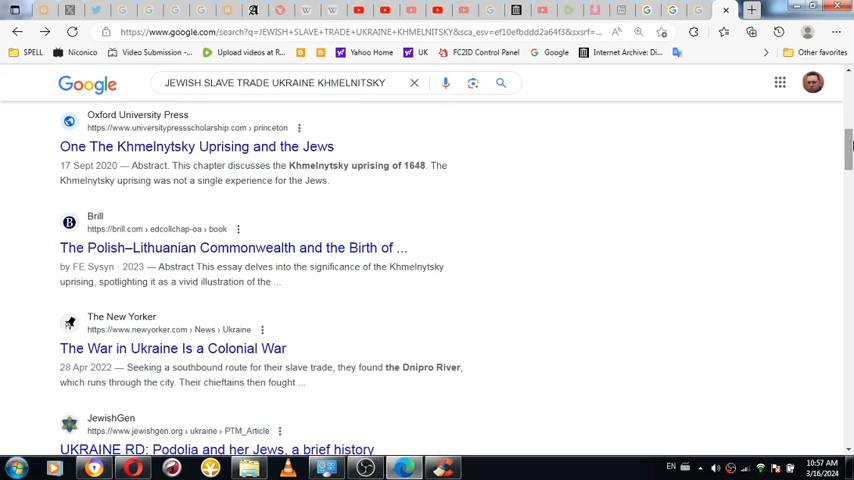 https://www.google.com/search?q=JEWISH+SLAVE+TRADE+UKRAINE+KHMELNITSKY&sca_esv=ef10efbddd2a64f3&sxsrf=...
SPELL
Niconico
Video Submission -...
Upload videos at R...
Yahoo Home
UK
FC2ID Control Panel
Google
Internet Archive: Di...
Other favorites
Google
JEWISH SLAVE TRADE UKRAINE KHMELNITSKY
Oxford University Press
https://www.universitypressscholarship.com › princeton
One The Khmelnytsky Uprising and the Jews
17 Sept 2020 — Abstract. This chapter discusses the Khmelnytsky uprising of 1648. The
Khmelnytsky uprising was not a single experience for the Jews.
Brill
https://brill.com › edcollchap-oa › book
The Polish–Lithuanian Commonwealth and the Birth of ...
by FE Sysyn · 2023 — Abstract This essay delves into the significance of the Khmelnytsky
uprising, spotlighting it as a vivid illustration of the ...
The New Yorker
https://www.newyorker.com › News › Ukraine
The War in Ukraine Is a Colonial War
28 Apr 2022 — Seeking a southbound route for their slave trade, they found the Dnipro River,
which runs through the city. Their chieftains then fought ...
JewishGen
https://www.jewishgen.org › ukraine › PTM_Article
UKRAINE RD: Podolia and her Jews, a brief history
EN
10:57 AM
3/16/2024